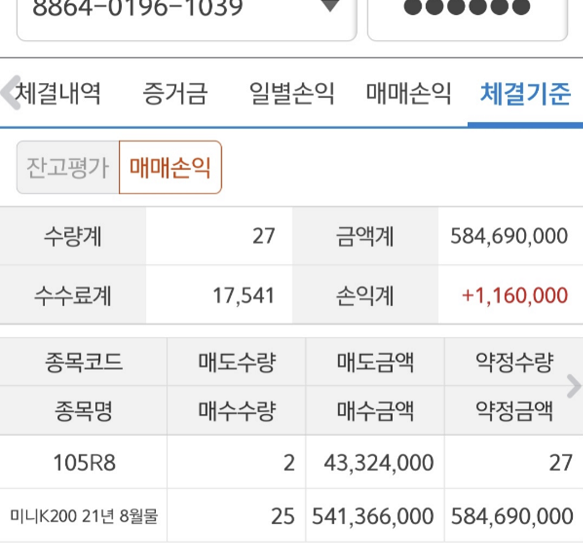 8864-0196-1039 ▼ ●●●●●●
체결내역 증거금 일별손익 매매손익 체결기준
잔고평가 매매손익
수량계 27 금액계 584,690,000
수수료계 17,541 손익계 +1,160,000
종목코드 매도수량 매도금액 약정수량
종목명 매수수량 매수금액 약정금액
105R8 2 43,324,000 27
미니K200 21년 8월물 25 541,366,000 584,690,000